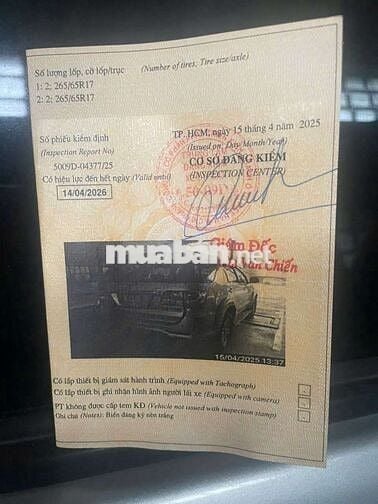 Số lượng lốp, cỡ lốp/trục (Number of tires; Tire size/axle)
1: 2; 265/65R17
2: 2; 265/65R17
Số phiếu kiểm định
(Inspection Report No)
5009D-04377/25
Có hiệu lực đến hết ngày (Valid until)
14/04/2026
TP. HCM, ngày 15 tháng 4 năm 2025
(Issued on: Day/Month/Year)
CƠ SỞ ĐĂNG KIỂM
(INSPECTION CENTER)
Giám Đốc
Văn Chiến
muaban.net
15/04/2025 13:37
Có lắp thiết bị giám sát hành trình (Equipped with Tachograph)
Có lắp thiết bị ghi nhận hình ảnh người lái xe (Equipped with camera)
PT không được cấp tem KĐ (Vehicle not issued with inspection stamp)
Ghi chú (Notes): Biển đăng ký nền trắng